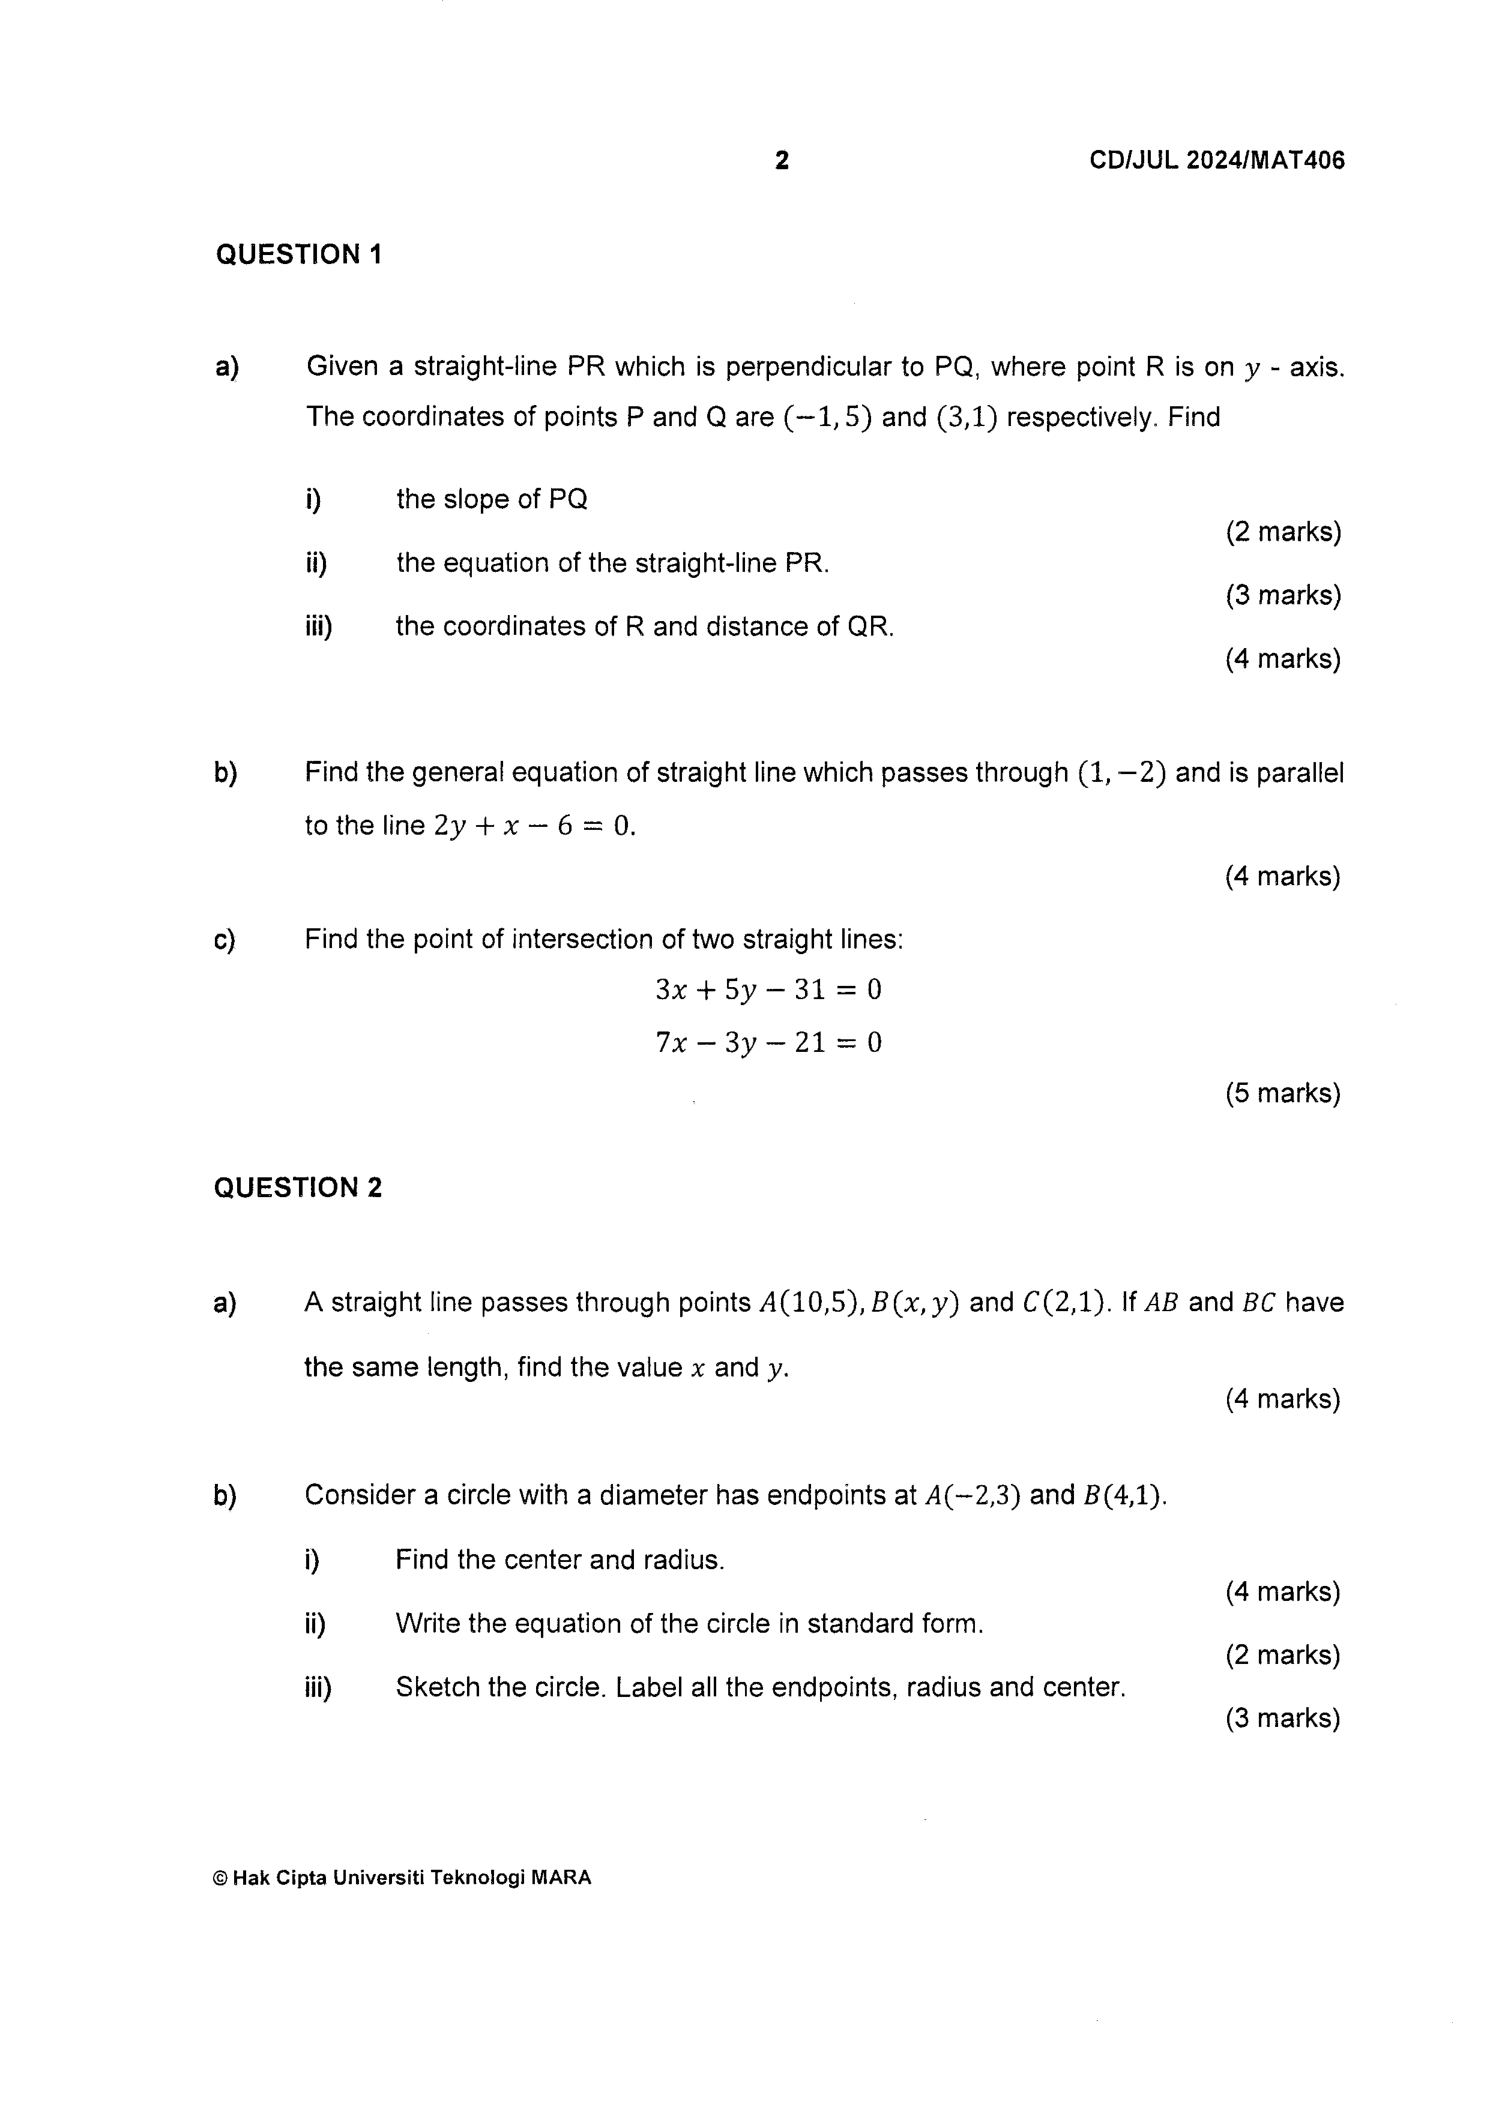 2 CD/JUL 2024/MAT406
QUESTION 1
a) Given a straight-line PR which is perpendicular to PQ, where point R is on y - axis.
The coordinates of points P and Q are (−1, 5) and (3,1) respectively. Find
i) the slope of PQ
(2 marks)
ii) the equation of the straight-line PR.
(3 marks)
iii) the coordinates of R and distance of QR.
(4 marks)
b) Find the general equation of straight line which passes through (1, −2) and is parallel
to the line 2y + x − 6 = 0.
(4 marks)
c) Find the point of intersection of two straight lines:
3x + 5y − 31 = 0
7x − 3y − 21 = 0
(5 marks)
QUESTION 2
a) A straight line passes through points A(10,5), B(x, y) and C(2,1). If AB and BC have
the same length, find the value x and y.
(4 marks)
b) Consider a circle with a diameter has endpoints at A(−2,3) and B(4,1).
i) Find the center and radius.
(4 marks)
ii) Write the equation of the circle in standard form.
(2 marks)
iii) Sketch the circle. Label all the endpoints, radius and center.
(3 marks)
© Hak Cipta Universiti Teknologi MARA